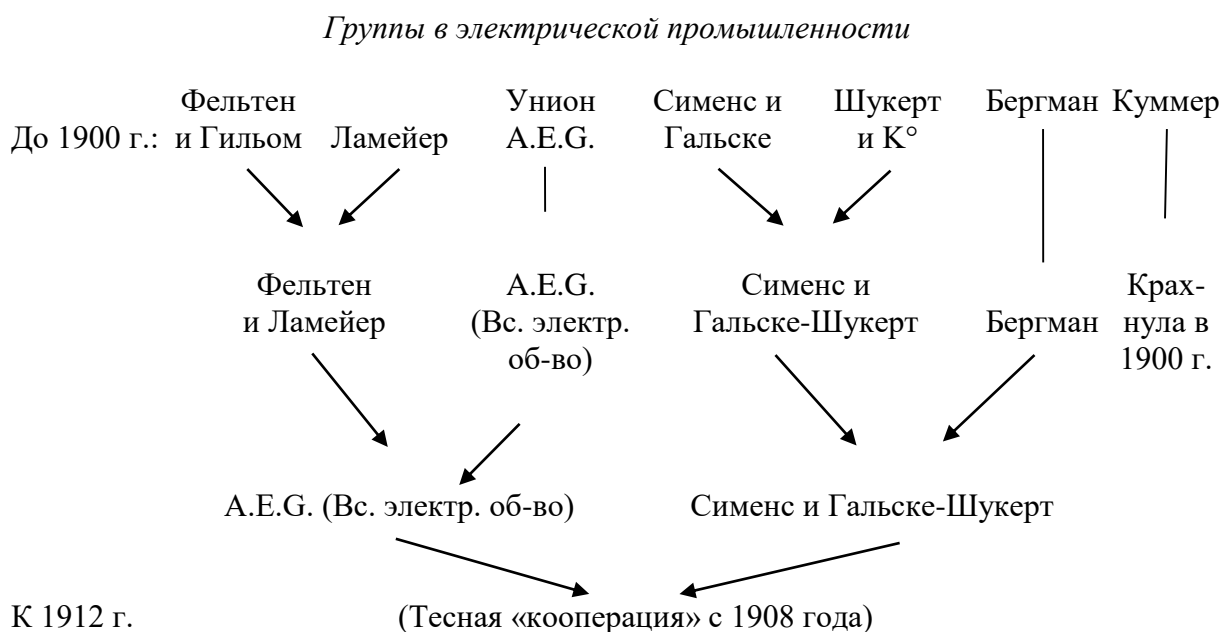 Группы в электрической промышленности
Фельтен Унион Сименс и Шукерт Бергман Куммер
До 1900 г.: и Гильом Ламейер A.E.G. Гальске и K°
Фельтен A.E.G. Сименс и Крах-
и Ламейер (Вс. электр. Гальске-Шукерт Бергман нула в
об-во) 1900 г.
A.E.G. (Вс. электр. об-во) Сименс и Гальске-Шукерт
К 1912 г. (Тесная «кооперация» с 1908 года)